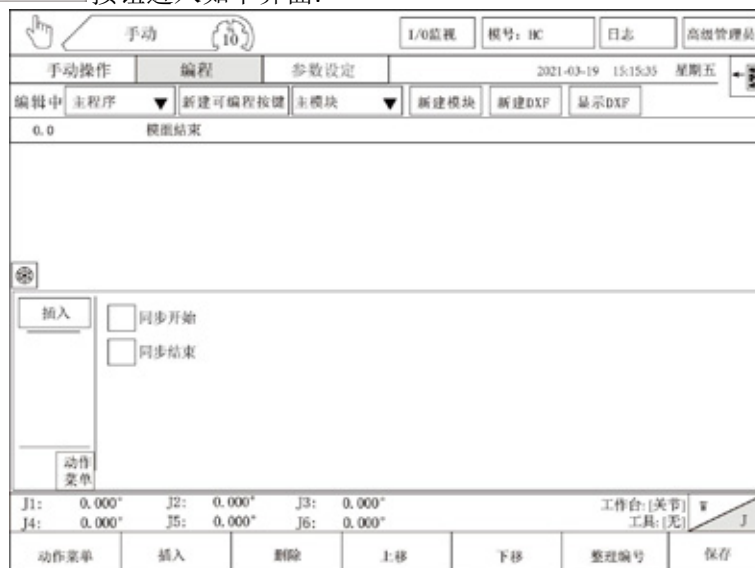 按钮进入如下界面:
手动 10 I/O监视 模号: HC 日志 高级管理员
手动操作 编程 参数设定 2021-03-19 15:15:35 星期五
编辑中 主程序 ▼ 新建可编程按键 主模块 ▼ 新建模块 新建DXF 显示DXF
0.0 模组结束
插入
同步开始
同步结束
动作
菜单
J1: 0.000° J2: 0.000° J3: 0.000° 工作台:[关节] W
J4: 0.000° J5: 0.000° J6: 0.000° 工具:[无] J
动作菜单 插入 删除 上移 下移 整理编号 保存